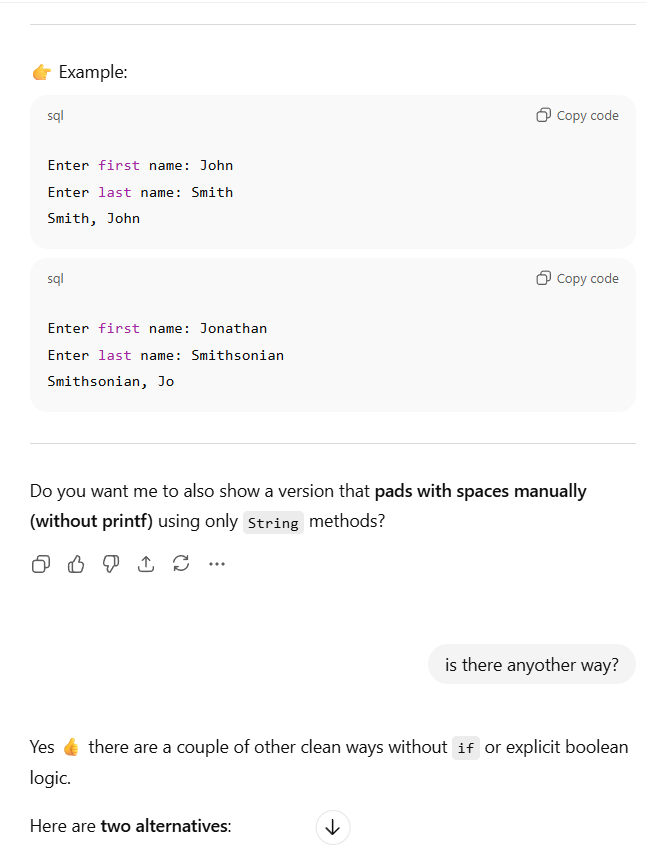 👉 Example:
sql
Copy code
Enter first name: John
Enter last name: Smith
Smith, John
sql
Copy code
Enter first name: Jonathan
Enter last name: Smithsonian
Smithsonian, Jo
Do you want me to also show a version that pads with spaces manually
(without printf) using only String methods?
is there anyother way?
Yes 👍 there are a couple of other clean ways without if or explicit boolean
logic.
Here are two alternatives: